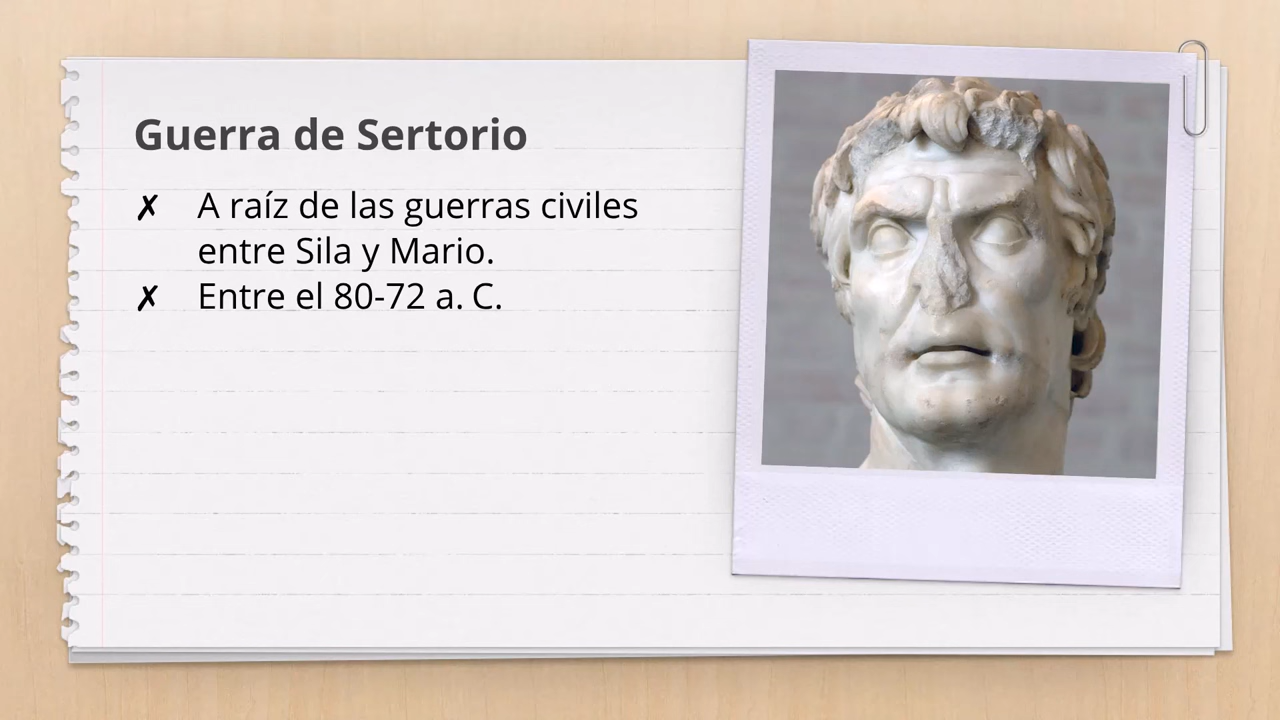 Guerra de Sertorio
✗ A raíz de las guerras civiles
entre Sila y Mario.
✗ Entre el 80-72 a. C.